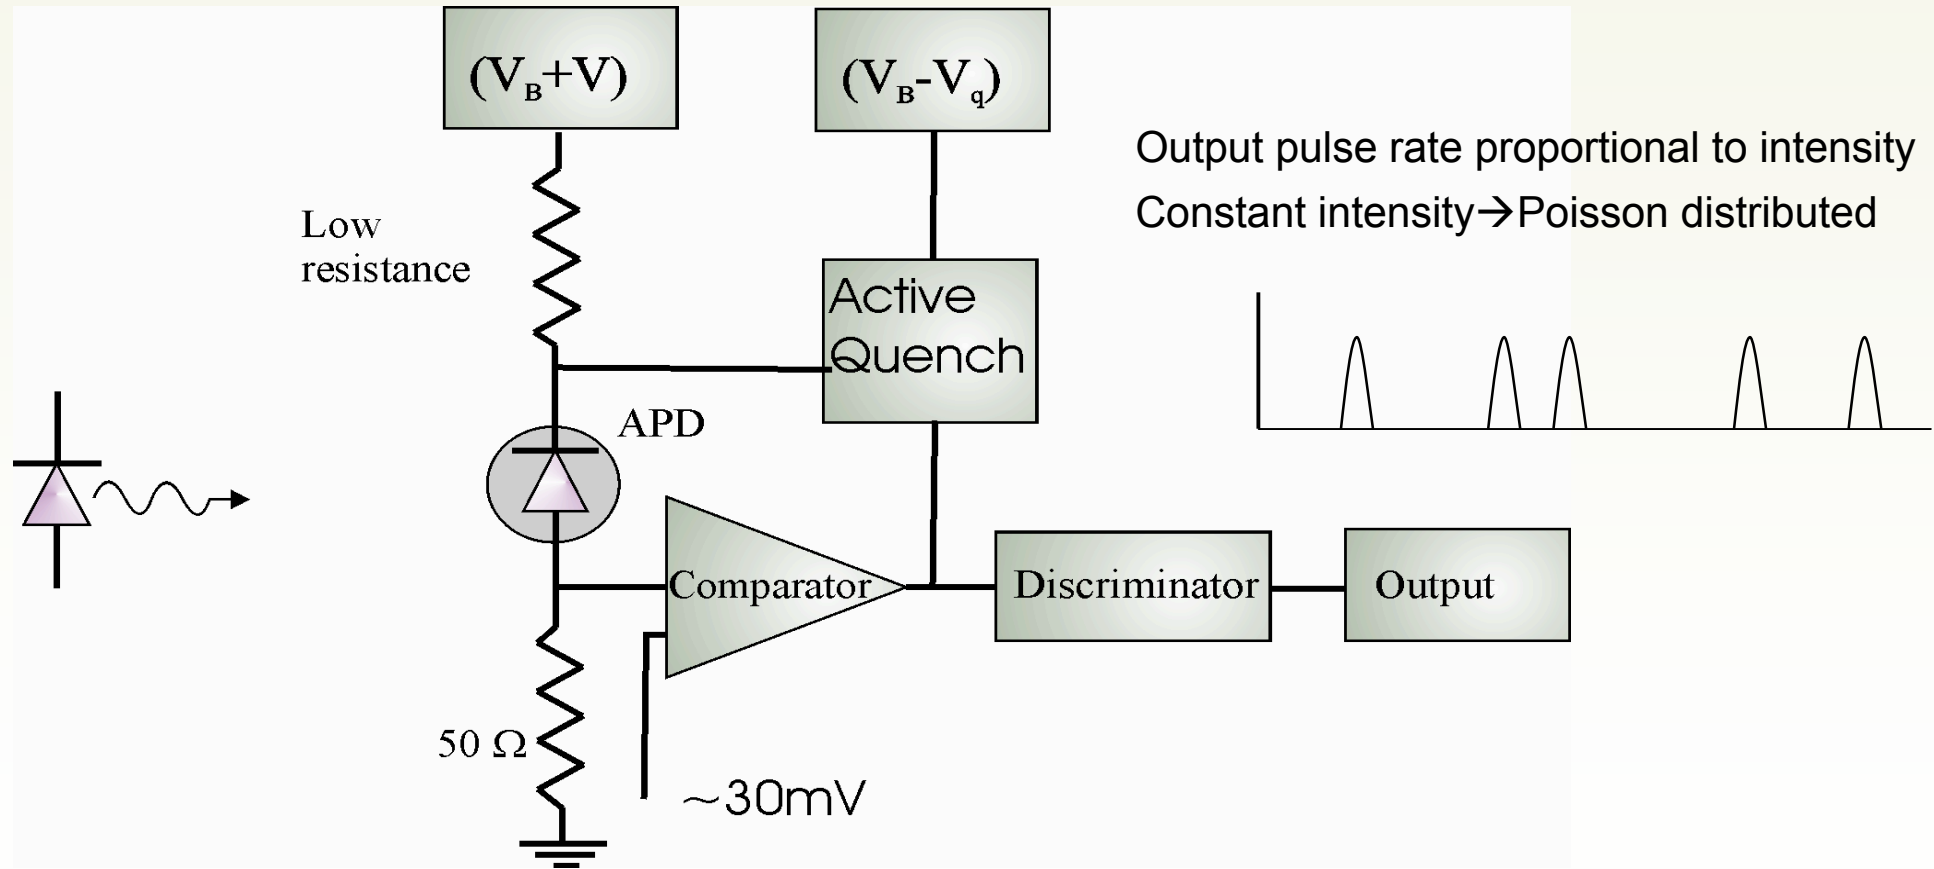 (V_B+V)
(V_B-V_q)
Output pulse rate proportional to intensity
Constant intensity→Poisson distributed
Low
resistance
Active
Quench
APD
Comparator
Discriminator
Output
50 Ω
~30mV